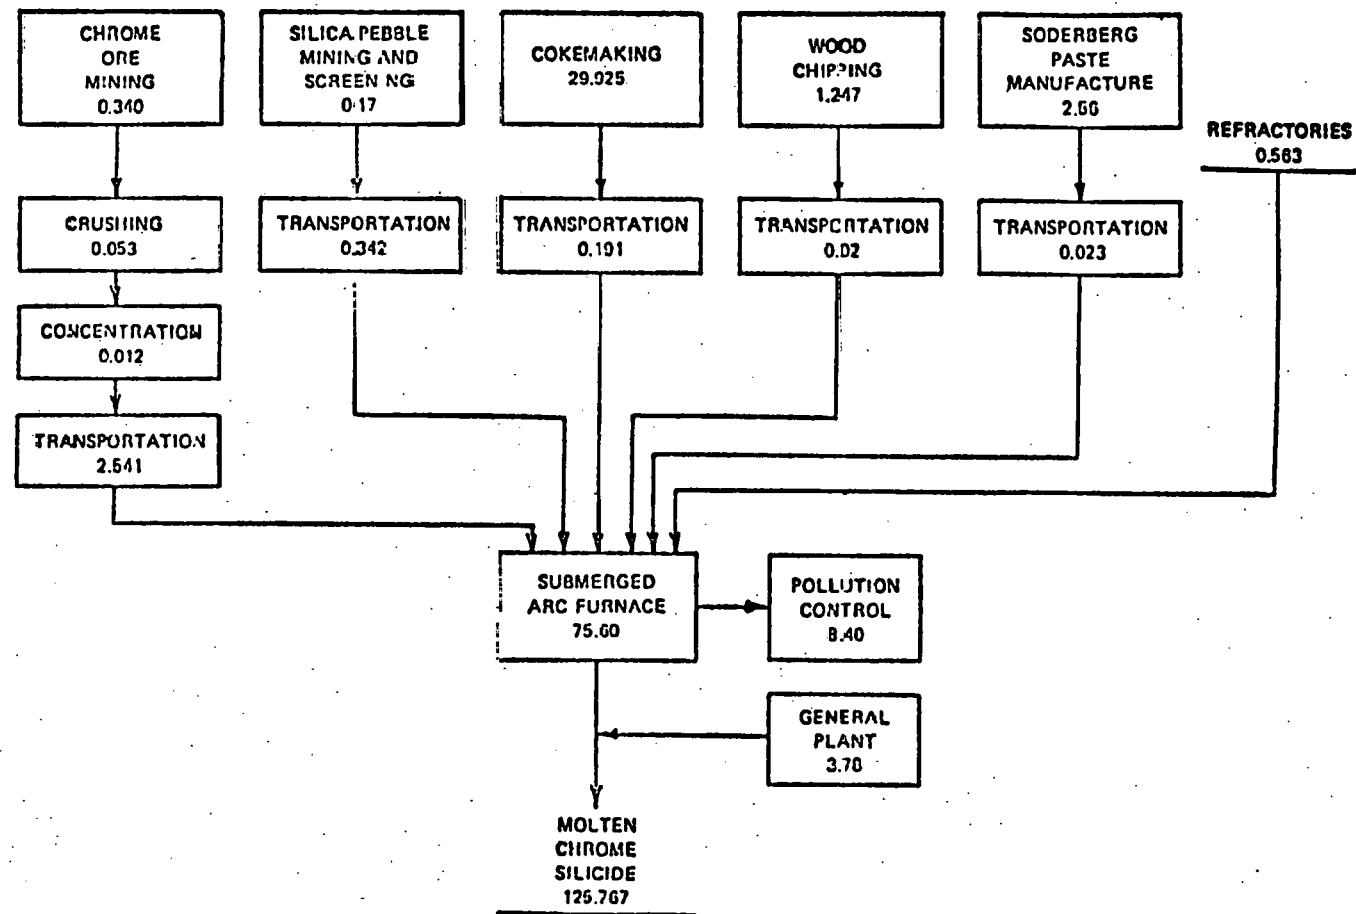 CHROME
ORE
MINING
0.340
SILICA PEBBLE
MINING AND
SCREENING
0.17
COKEMAKING
29.925
WOOD
CHIPPING
1.247
SODERBERG
PASTE
MANUFACTURE
2.66
REFRACTORIES
0.563
CRUSHING
0.053
TRANSPORTATION
0.342
TRANSPORTATION
0.191
TRANSPORTATION
0.02
TRANSPORTATION
0.023
CONCENTRATION
0.012
TRANSPORTATION
2.541
SUBMERGED
ARC FURNACE
75.60
POLLUTION
CONTROL
8.40
GENERAL
PLANT
3.78
MOLTEN
CHROME
SILICIDE
125.767